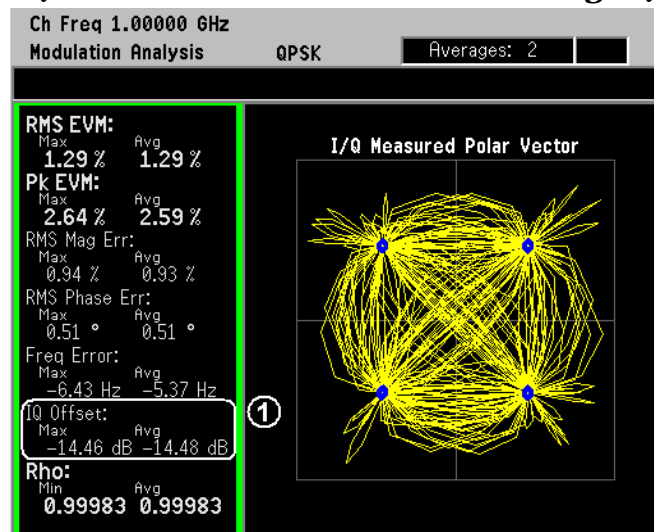 Ch Freq 1.00000 GHz
Modulation Analysis QPSK Averages: 2
RMS EVM:
Max Avg
1.29 % 1.29 %
Pk EVM:
Max Avg
2.64 % 2.59 %
RMS Mag Err:
Max Avg
0.94 % 0.93 %
RMS Phase Err:
Max Avg
0.51 ° 0.51 °
Freq Error:
Max Avg
-6.43 Hz -5.37 Hz
IQ Offset:
Max Avg
-14.46 dB -14.48 dB
Rho:
Min Avg
0.99983 0.99983
1
I/Q Measured Polar Vector